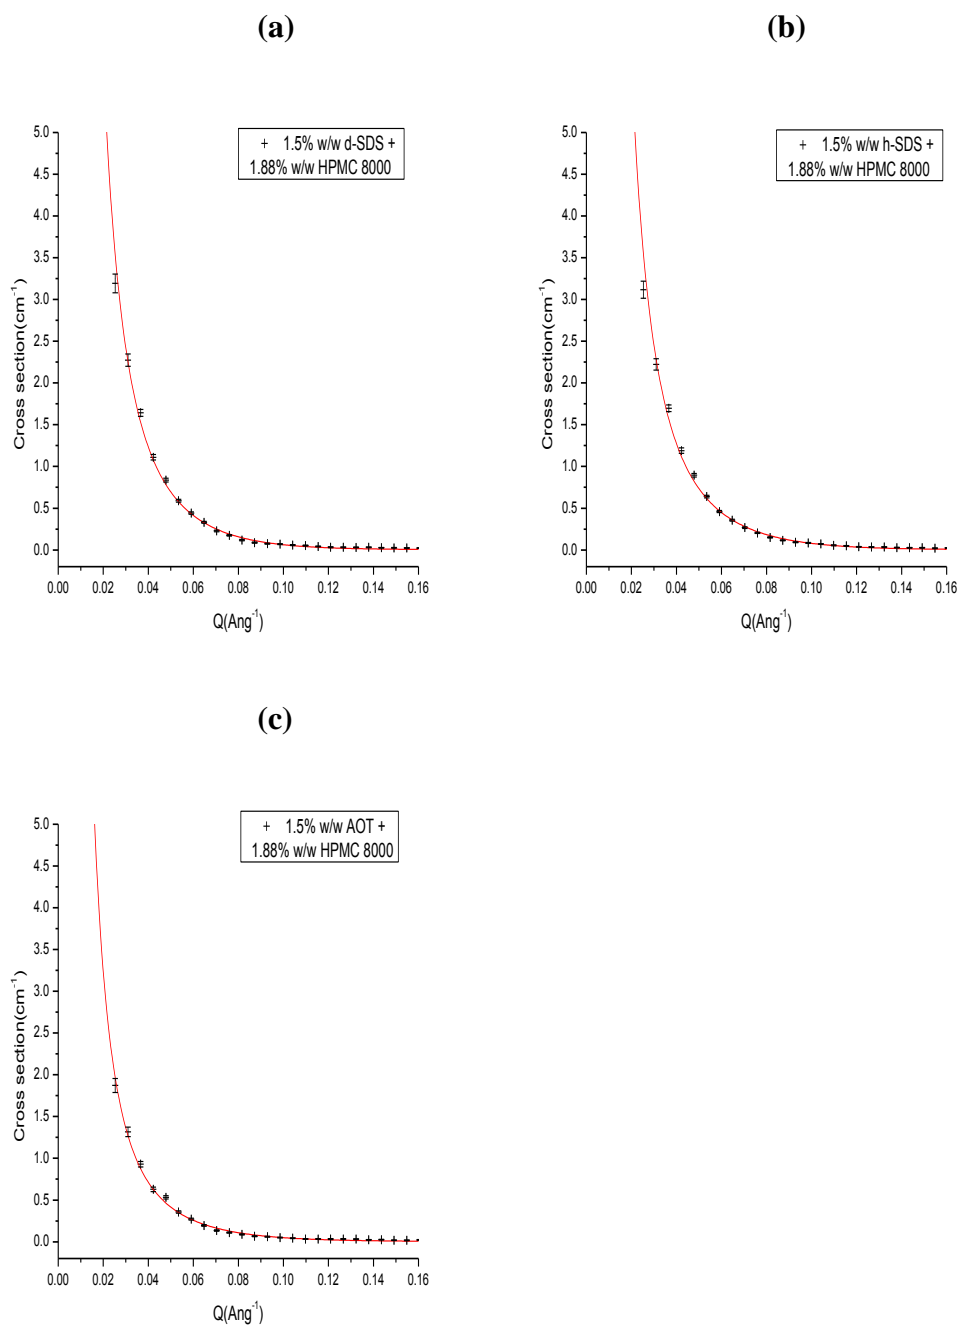 (a)
(b)
+ 1.5% w/w d-SDS +
1.88% w/w HPMC 8000
5.0
4.5
4.0
3.5
3.0
2.5
2.0
1.5
1.0
0.5
0.0
Cross section(cm⁻¹)
0.00 0.02 0.04 0.06 0.08 0.10 0.12 0.14 0.16
Q(Ang⁻¹)
+ 1.5% w/w h-SDS +
1.88% w/w HPMC 8000
5.0
4.5
4.0
3.5
3.0
2.5
2.0
1.5
1.0
0.5
0.0
Cross section(cm⁻¹)
0.00 0.02 0.04 0.06 0.08 0.10 0.12 0.14 0.16
Q(Ang⁻¹)
(c)
+ 1.5% w/w AOT +
1.88% w/w HPMC 8000
5.0
4.5
4.0
3.5
3.0
2.5
2.0
1.5
1.0
0.5
0.0
Cross section(cm⁻¹)
0.00 0.02 0.04 0.06 0.08 0.10 0.12 0.14 0.16
Q(Ang⁻¹)